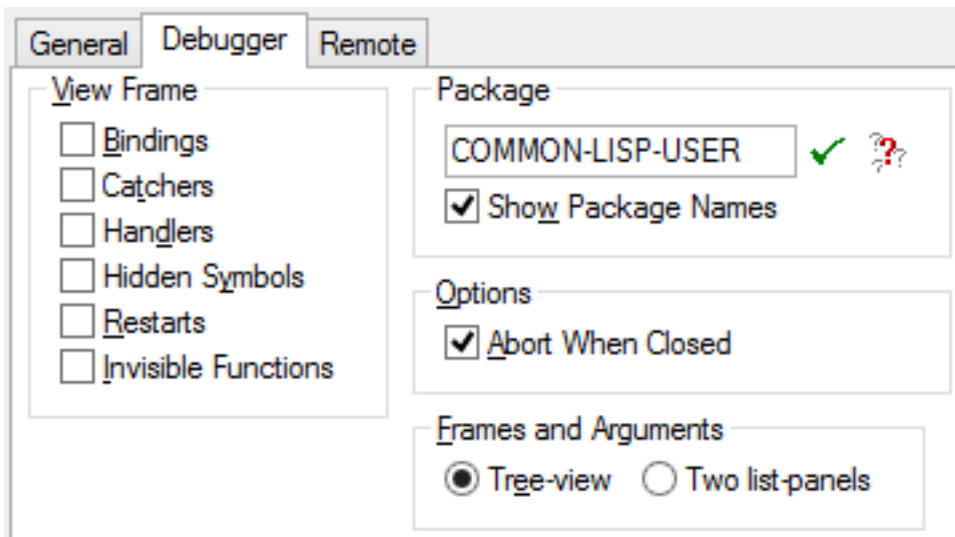 General Debugger Remote
View Frame
Bindings
Catchers
Handlers
Hidden Symbols
Restarts
Invisible Functions
Package
COMMON-LISP-USER
Show Package Names
Options
Abort When Closed
Frames and Arguments
Tree-view Two list-panels